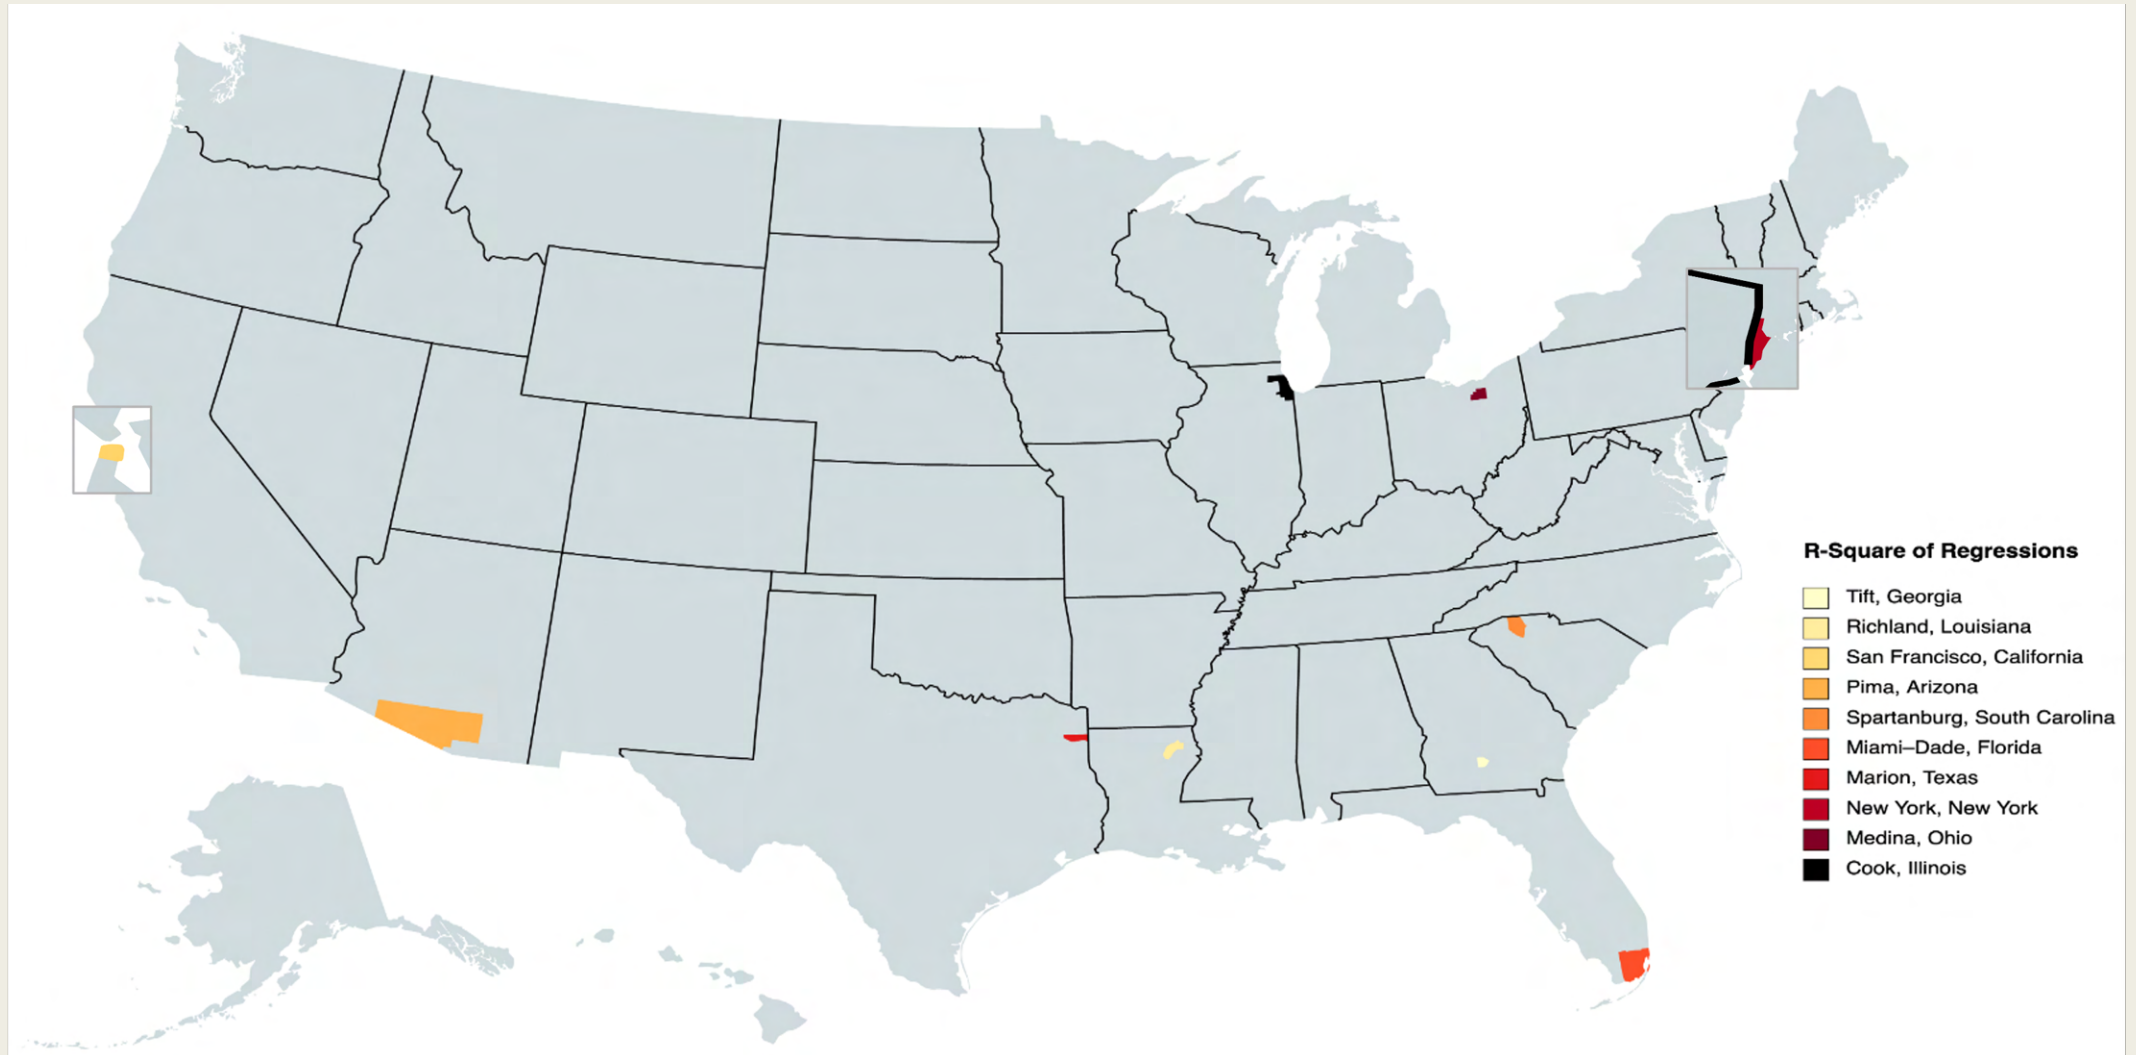 R-Square of Regressions
Tift, Georgia
Richland, Louisiana
San Francisco, California
Pima, Arizona
Spartanburg, South Carolina
Miami–Dade, Florida
Marion, Texas
New York, New York
Medina, Ohio
Cook, Illinois